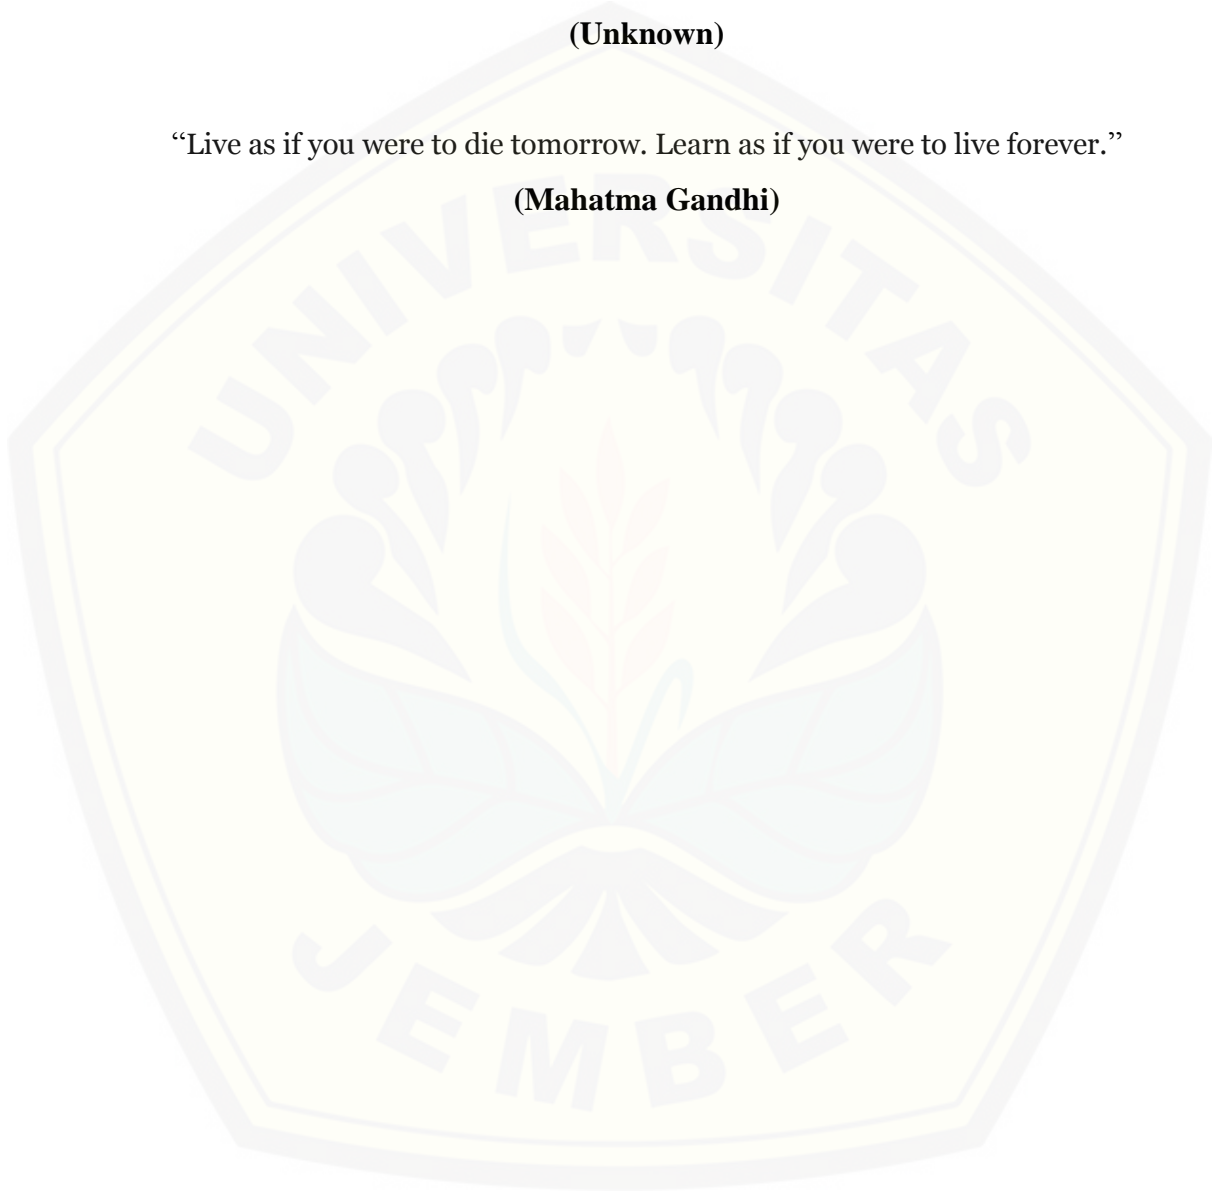 (Unknown)
“Live as if you were to die tomorrow. Learn as if you were to live forever.”
(Mahatma Gandhi)
UNIVERSITAS
JEMBER